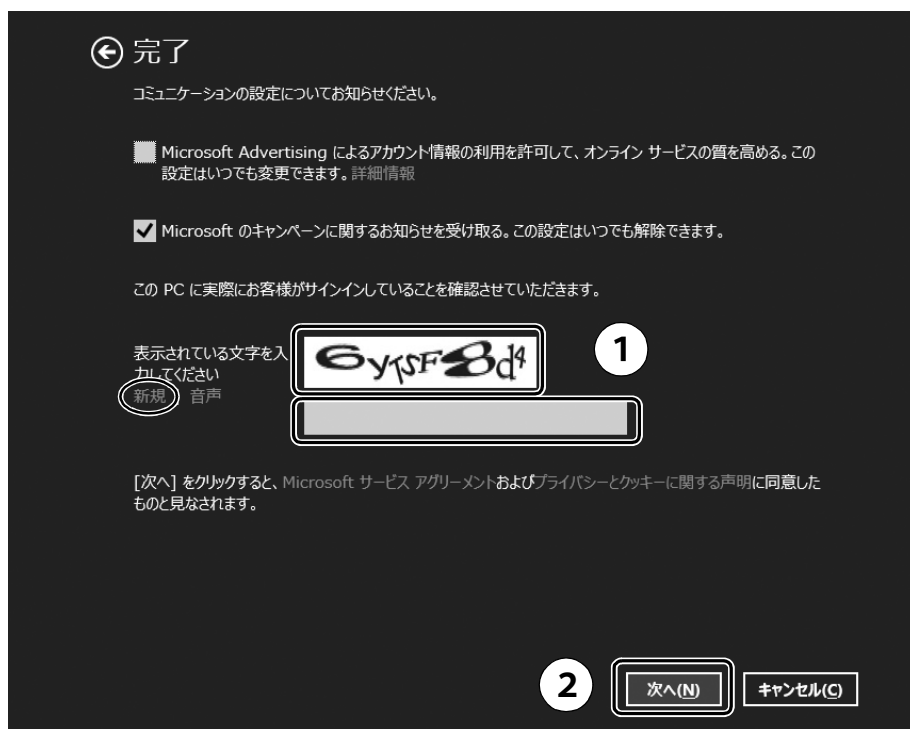 完了
コミュニケーションの設定についてお知らせください。
Microsoft Advertising によるアカウント情報の利用を許可して、オンライン サービスの質を高める。この
設定はいつでも変更できます。詳細情報
Microsoft のキャンペーンに関するお知らせを受け取る。この設定はいつでも解除できます。
この PC に実際にお客様がサインインしていることを確認させていただきます。
表示されている文字を入
力してください
新規 音声
1
[次へ] をクリックすると、Microsoft サービス アグリーメントおよびプライバシーとクッキーに関する声明に同意した
ものと見なされます。
2
次へ(N)
キャンセル(C)